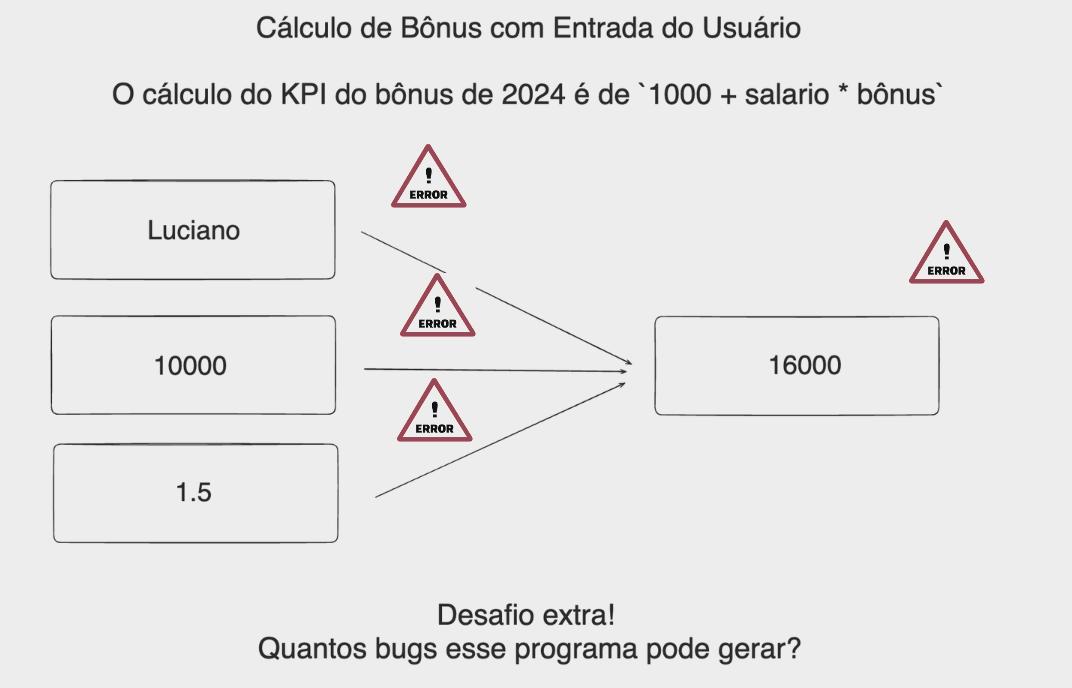 Cálculo de Bônus com Entrada do Usuário
O cálculo do KPI do bônus de 2024 é de `1000 + salario * bônus`
!
ERROR
Luciano
!
ERROR
!
ERROR
10000
16000
!
ERROR
1.5
Desafio extra!
Quantos bugs esse programa pode gerar?